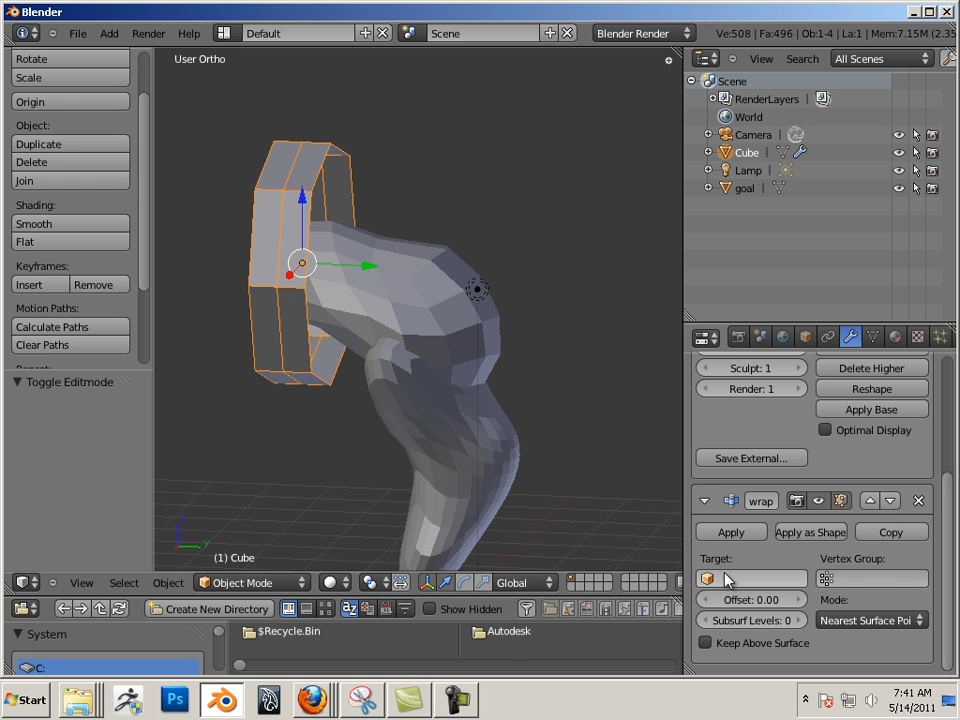 Blender
File Add Render Help Default Scene Blender Render Ve:508 | Fa:496 | Ob:1-4 | La:1 | Mem:7.15M (2.35
Rotate
Scale
Origin
Object:
Duplicate
Delete
Join
Shading:
Smooth
Flat
Keyframes:
Insert Remove
Motion Paths:
Calculate Paths
Clear Paths
Toggle Editmode
User Ortho
z
y
(1) Cube
View Select Object Object Mode Global
Create New Directory Show Hidden
System
C:
$Recycle.Bin Autodesk
View Search All Scenes
Scene
RenderLayers |
World
Camera |
Cube |
Lamp |
goal |
Sculpt: 1 Delete Higher
Render: 1 Reshape
Apply Base
Optimal Display
Save External...
wrap
Apply Apply as Shape Copy
Target: Vertex Group:
Offset: 0.00 Mode:
Subsurf Levels: 0 Nearest Surface Poi
Keep Above Surface
Start Ps 7:41 AM
5/14/2011